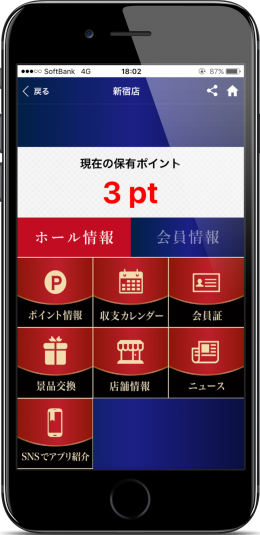 SoftBank 4G 18:02 87%
戻る 新宿店
現在の保有ポイント
3 pt
ホール情報 会員情報
P
ポイント情報 収支カレンダー 会員証
景品交換 店舗情報 ニュース
SNSでアプリ紹介